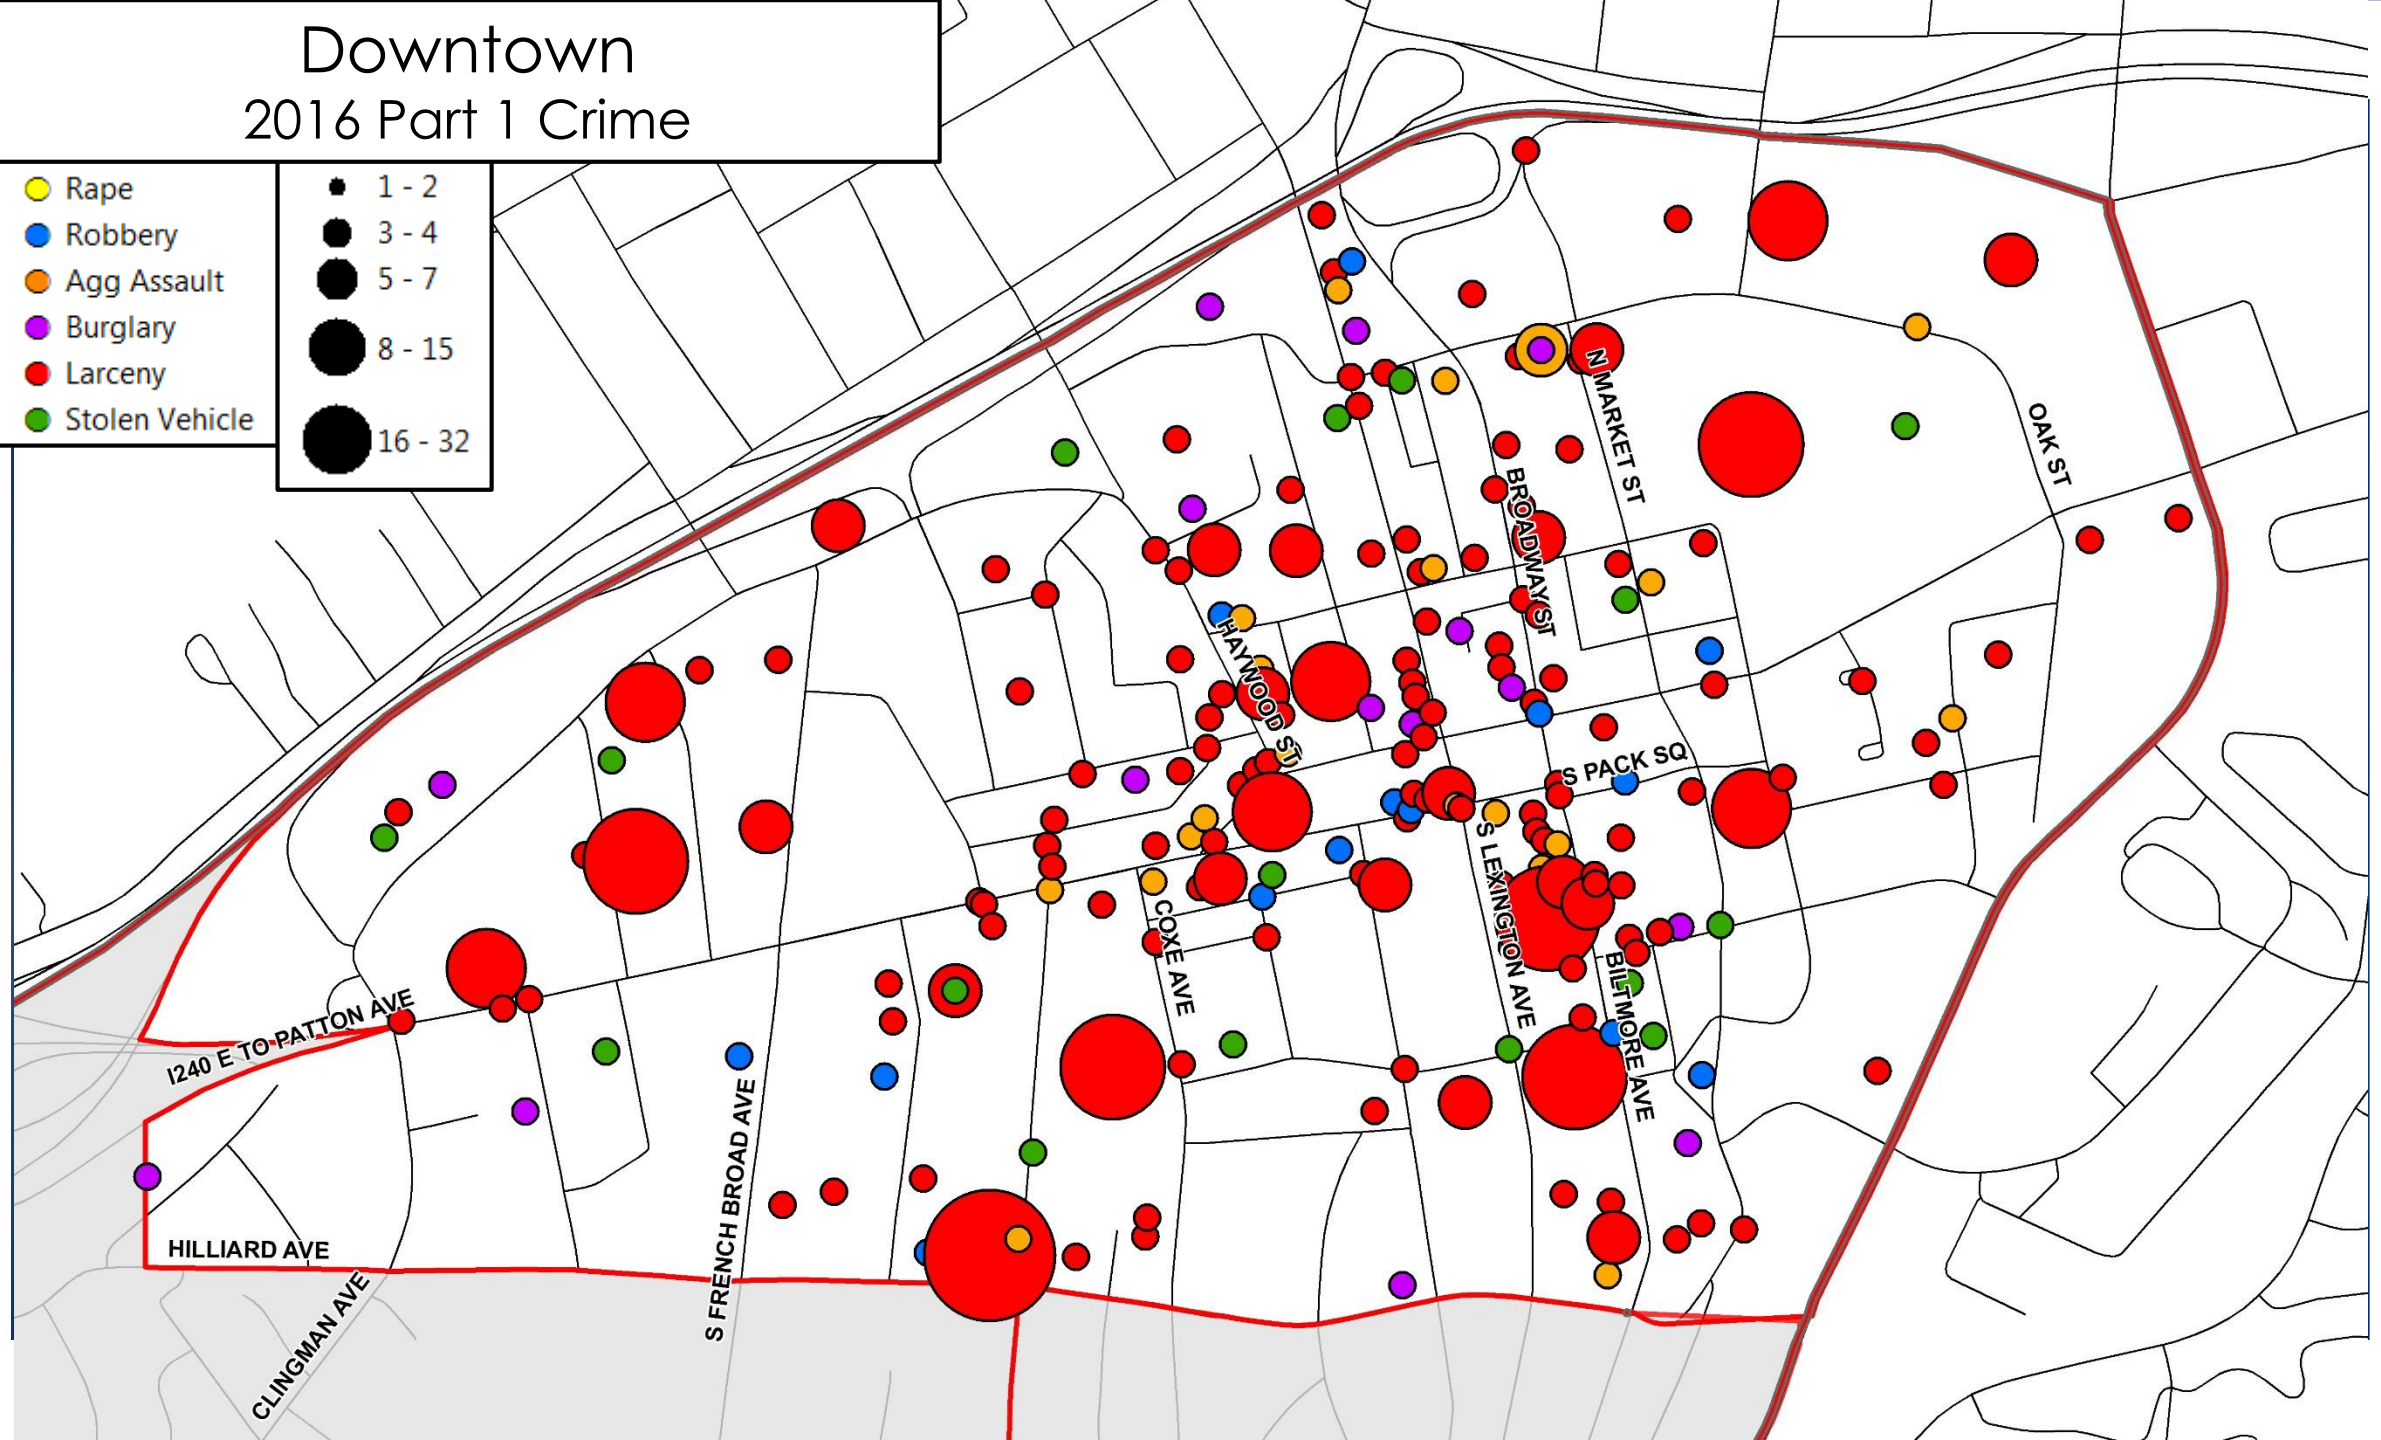 Downtown
2016 Part 1 Crime
Rape
Robbery
Agg Assault
Burglary
Larceny
Stolen Vehicle
1 - 2
3 - 4
5 - 7
8 - 15
16 - 32
N MARKET ST
OAK ST
BROADWAY ST
HAYWOOD ST
S PACK SQ
S LEXINGTON AVE
COXE AVE
BILTMORE AVE
I240 E TO PATTON AVE
S FRENCH BROAD AVE
HILLIARD AVE
CLINGMAN AVE